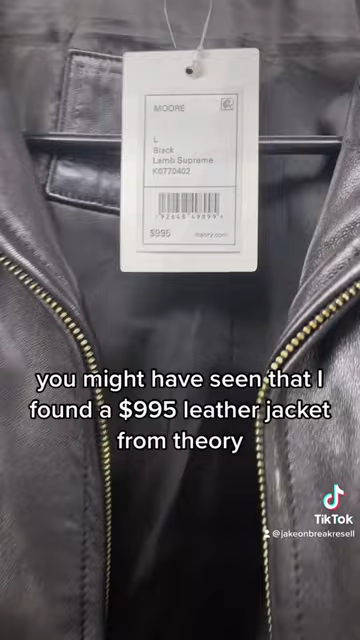 MOORE
L
Black
Lamb Supreme
K0770402
$995 theory.com
you might have seen that I
found a $995 leather jacket
from theory
TikTok
@jakeonbreakresell